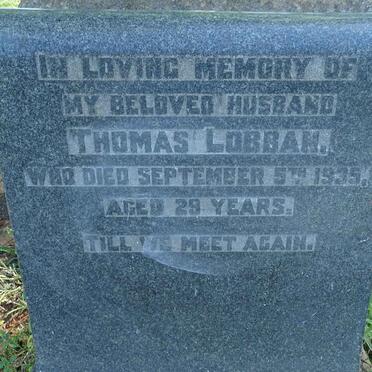 IN LOVING MEMORY OF
MY BELOVED HUSBAND
THOMAS LOBBAN,
WHO DIED SEPTEMBER 5TH 1935,
AGED 29 YEARS.
TILL WE MEET AGAIN.